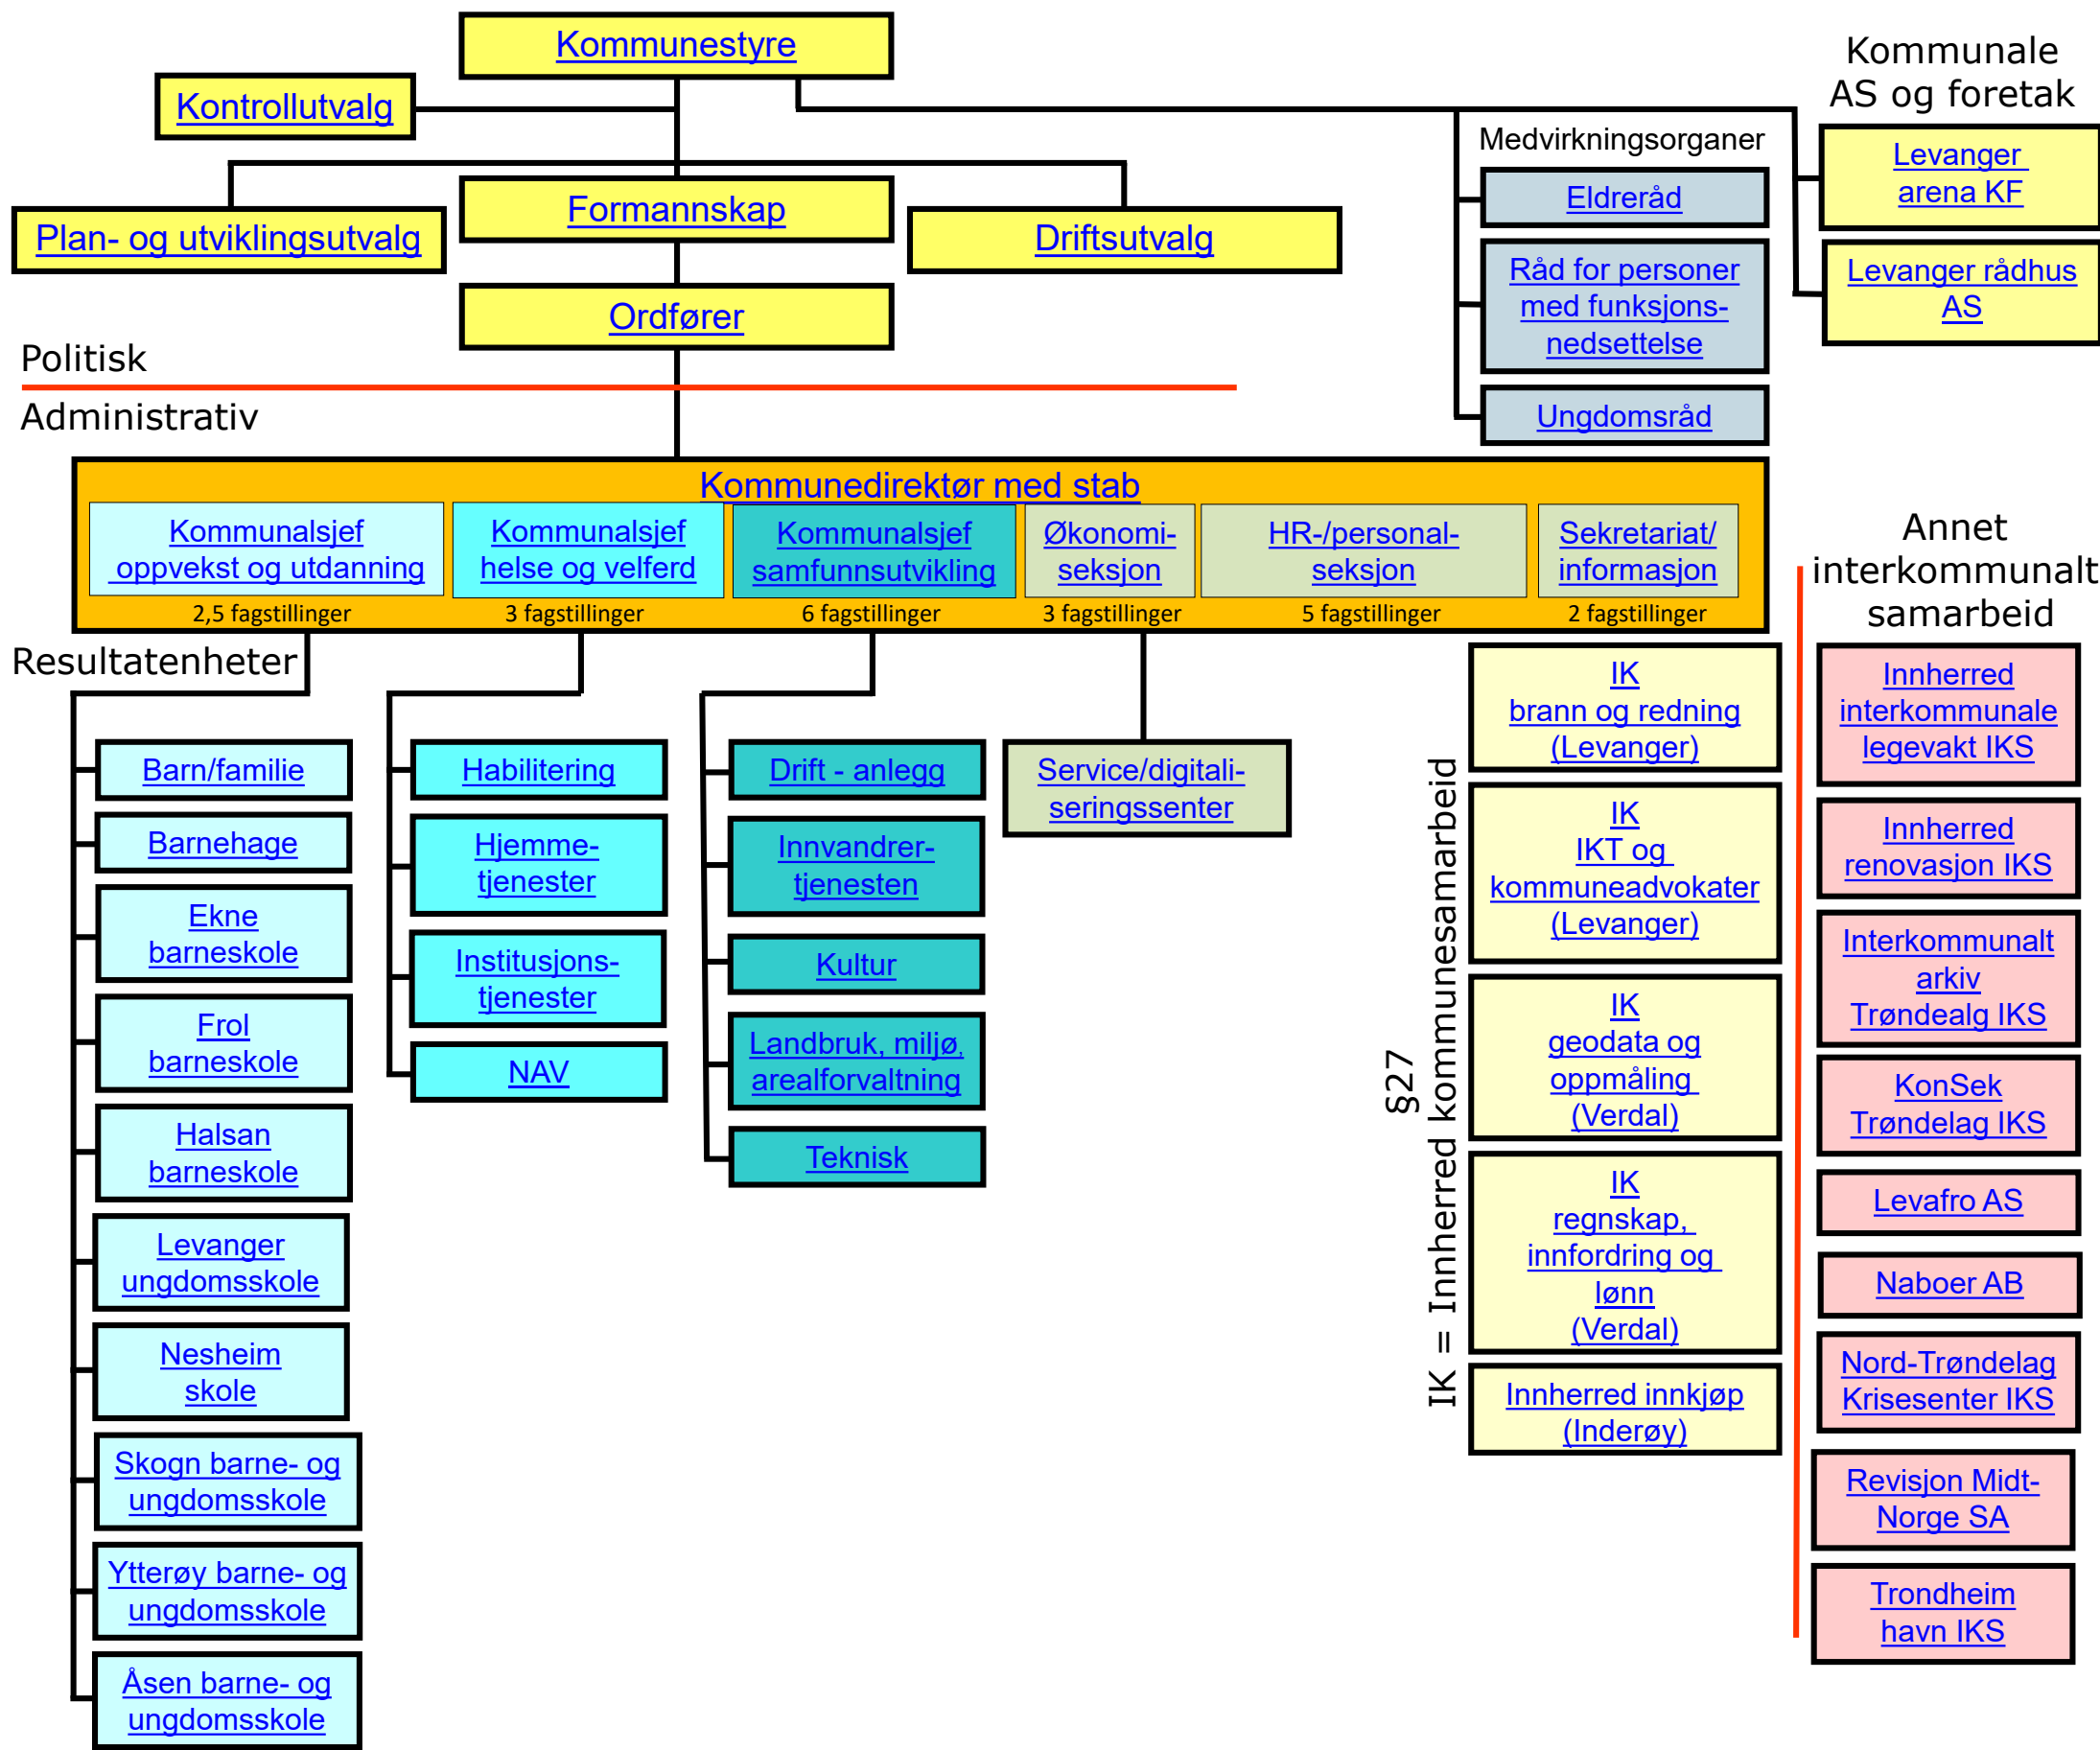 Kommunestyre
Kontrollutvalg
Plan- og utviklingsutvalg
Formannskap
Driftsutvalg
Ordfører
Politisk
Administrativ
Medvirkningsorganer
Eldreråd
Råd for personer
med funksjons-
nedsettelse
Ungdomsråd
Kommunale
AS og foretak
Levanger
arena KF
Levanger rådhus
AS
Kommunedirektør med stab
Kommunalsjef
oppvekst og utdanning
2,5 fagstillinger
Kommunalsjef
helse og velferd
3 fagstillinger
Kommunalsjef
samfunnsutvikling
6 fagstillinger
Økonomi-
seksjon
3 fagstillinger
HR-/personal-
seksjon
5 fagstillinger
Sekretariat/
informasjon
2 fagstillinger
Resultatenheter
Barn/familie
Barnehage
Ekne
barneskole
Frol
barneskole
Halsan
barneskole
Levanger
ungdomsskole
Nesheim
skole
Skogn barne- og
ungdomsskole
Ytterøy barne- og
ungdomsskole
Åsen barne- og
ungdomsskole
Habilitering
Hjemme-
tjenester
Institusjons-
tjenester
NAV
Drift - anlegg
Innvandrer-
tjenesten
Kultur
Landbruk, miljø,
arealforvaltning
Teknisk
Service/digitali-
seringssenter
§27
IK = Innherred kommunesamarbeid
IK
brann og redning
(Levanger)
IK
IKT og
kommuneadvokater
(Levanger)
IK
geodata og
oppmåling
(Verdal)
IK
regnskap,
innfordring og
lønn
(Verdal)
Innherred innkjøp
(Inderøy)
Annet
interkommunalt
samarbeid
Innherred
interkommunale
legevakt IKS
Innherred
renovasjon IKS
Interkommunalt
arkiv
Trøndealg IKS
KonSek
Trøndelag IKS
Levafro AS
Naboer AB
Nord-Trøndelag
Krisesenter IKS
Revisjon Midt-
Norge SA
Trondheim
havn IKS